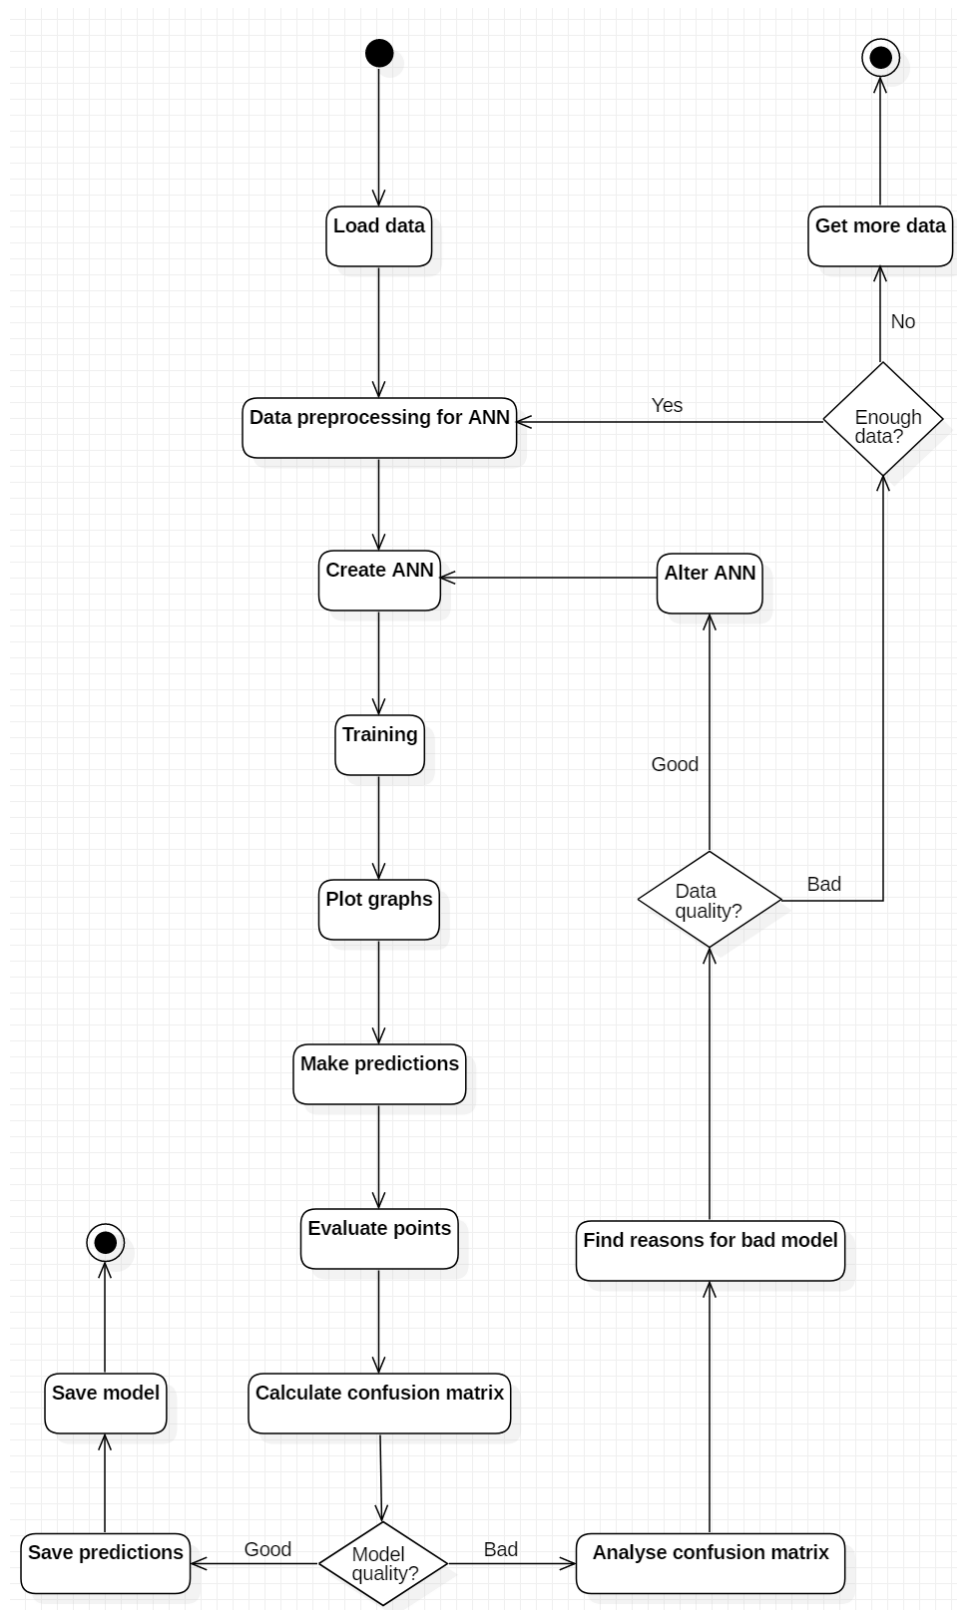 Load data
Get more data
No
Data preprocessing for ANN
Yes
Enough
data?
Create ANN
Alter ANN
Training
Good
Plot graphs
Data
quality?
Bad
Make predictions
Evaluate points
Find reasons for bad model
Save model
Calculate confusion matrix
Save predictions
Good
Model
quality?
Bad
Analyse confusion matrix